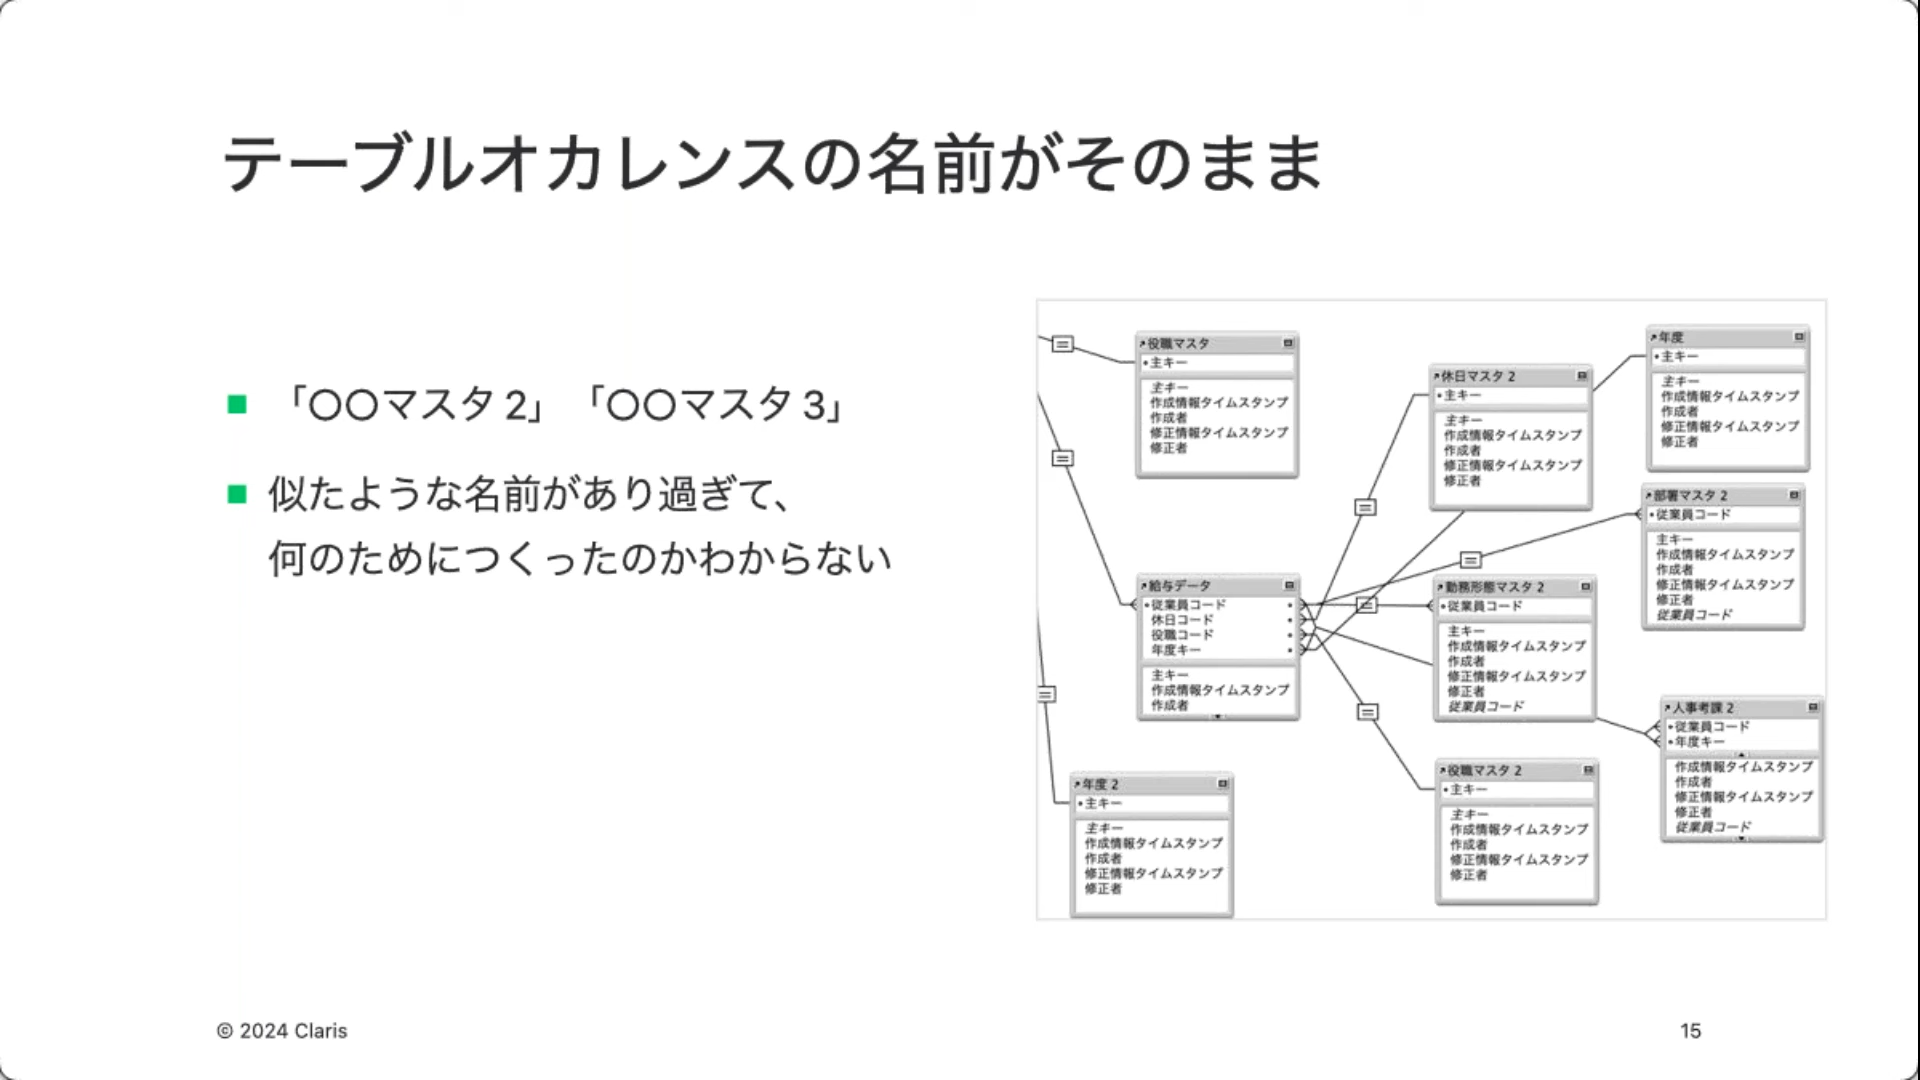 テーブルオカレンスの名前がそのまま
「〇〇マスタ 2」「〇〇マスタ 3」
似たような名前があり過ぎて、
何のためにつくったのかわからない
役職マスタ
主キー
主キー
作成情報タイムスタンプ
作成者
修正情報タイムスタンプ
修正者
休日マスタ 2
主キー
主キー
作成情報タイムスタンプ
作成者
修正情報タイムスタンプ
修正者
年度
主キー
主キー
作成情報タイムスタンプ
作成者
修正情報タイムスタンプ
修正者
部署マスタ 2
従業員コード
主キー
作成情報タイムスタンプ
作成者
修正情報タイムスタンプ
修正者
従業員コード
給与データ
従業員コード
休日コード
役職コード
年度キー
主キー
作成情報タイムスタンプ
作成者
勤務形態マスタ 2
従業員コード
主キー
作成情報タイムスタンプ
作成者
修正情報タイムスタンプ
修正者
従業員コード
人事考課 2
従業員コード
年度キー
作成情報タイムスタンプ
作成者
修正情報タイムスタンプ
修正者
従業員コード
年度 2
主キー
主キー
作成情報タイムスタンプ
作成者
修正情報タイムスタンプ
修正者
役職マスタ 2
主キー
主キー
作成情報タイムスタンプ
作成者
修正情報タイムスタンプ
修正者
© 2024 Claris
15